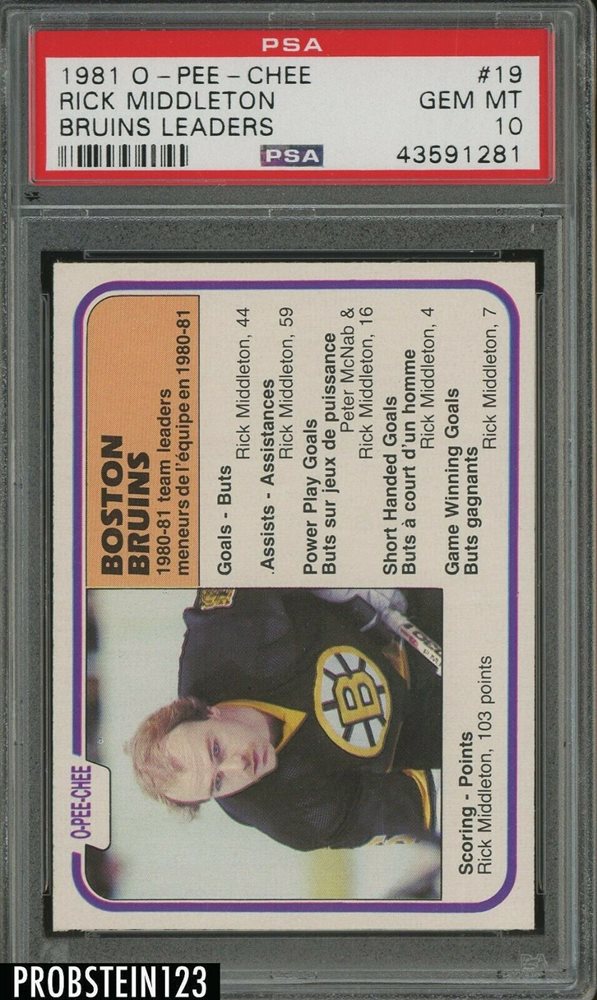 PSA
1981 O-PEE-CHEE #19
RICK MIDDLETON GEM MT
BRUINS LEADERS 10
PSA 43591281
O-PEE-CHEE
BOSTON
BRUINS
1980-81 team leaders
meneurs de l'équipe en 1980-81
Goals - Buts
Rick Middleton, 44
Assists - Assistances
Rick Middleton, 59
Power Play Goals
Buts sur jeux de puissance
Peter McNab &
Rick Middleton, 16
Short Handed Goals
Buts à court d'un homme
Rick Middleton, 4
Game Winning Goals
Buts gagnants
Rick Middleton, 7
Scoring - Points
Rick Middleton, 103 points
B
PROBSTEIN123